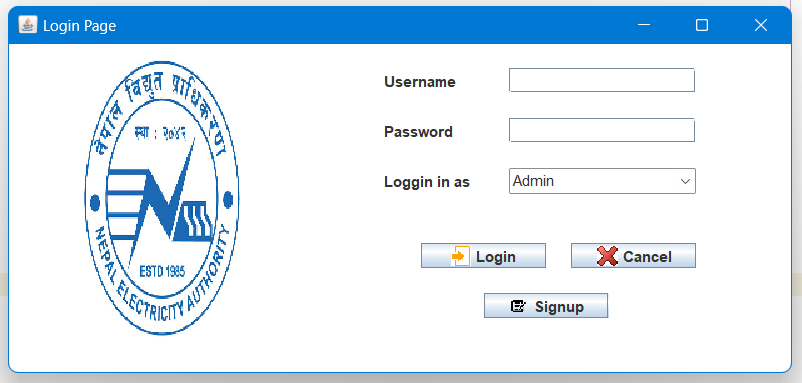 Login Page
नेपाल विद्युत प्राधिकरण
स्था : २०४२
ESTD 1985
NEPAL ELECTRICITY AUTHORITY
Username
Password
Loggin in as Admin
Login Cancel
Signup